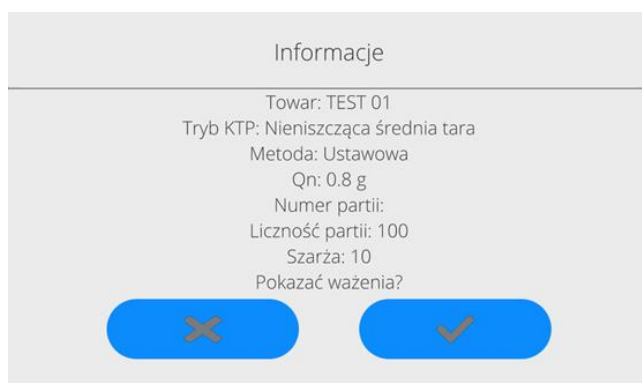 Informacje
Towar: TEST 01
Tryb KTP: Nieniszcząca średnia tara
Metoda: Ustawowa
Qn: 0.8 g
Numer partii:
Liczność partii: 100
Szarża: 10
Pokazać ważenia?